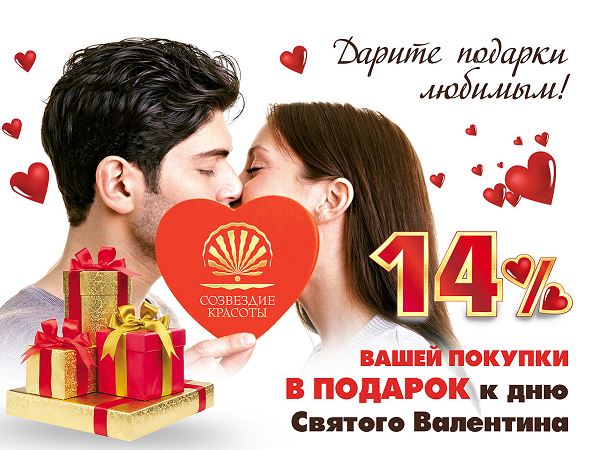 Дарите подарки
любимым!
СОЗВЕЗДИЕ
КРАСОТЫ
14%
ВАШЕЙ ПОКУПКИ
В ПОДАРОК к дню
Святого Валентина